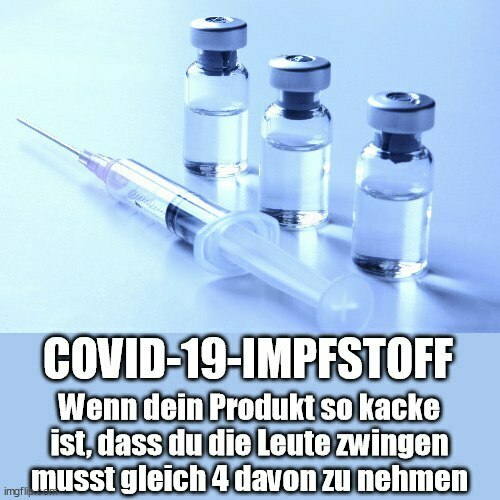 COVID-19-IMPFSTOFF
Wenn dein Produkt so kacke
ist, dass du die Leute zwingen
musst gleich 4 davon zu nehmen